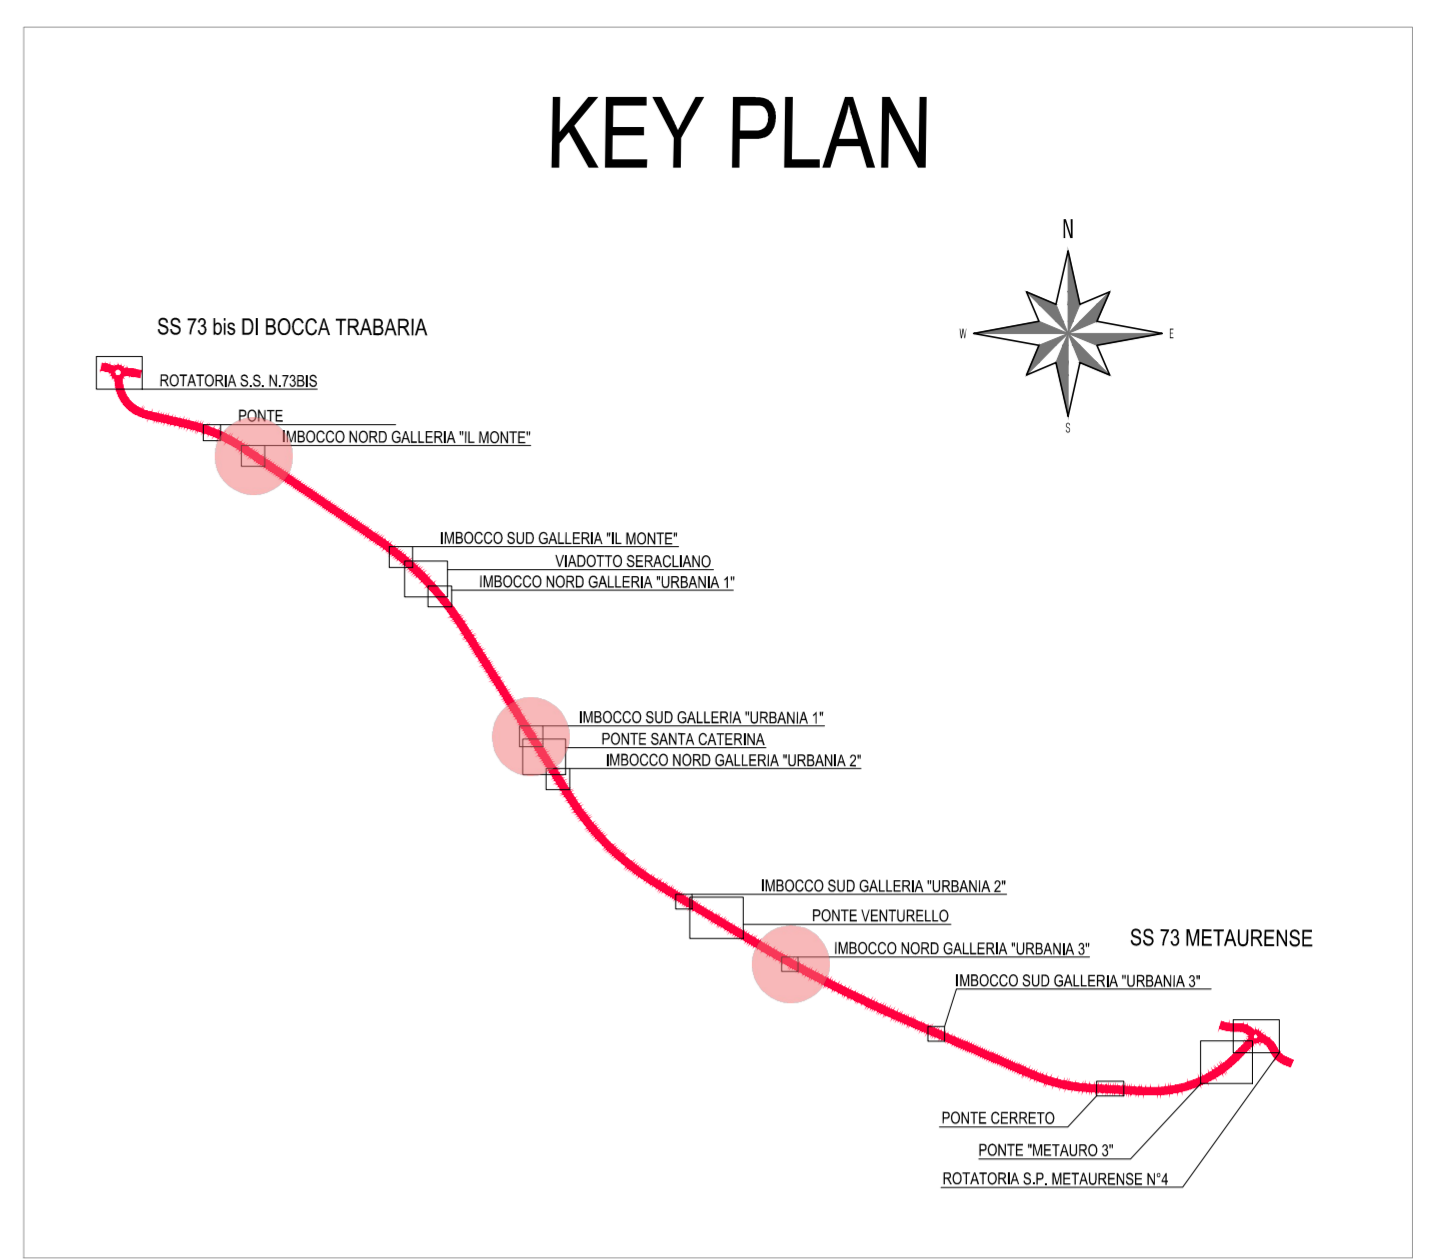 KEY PLAN
N
W
E
S
SS 73 bis DI BOCCA TRABARIA
ROTATORIA S.S. N.73BIS
PONTE
IMBOCCO NORD GALLERIA "IL MONTE"
IMBOCCO SUD GALLERIA "IL MONTE"
VIADOTTO SERACLIANO
IMBOCCO NORD GALLERIA "URBANIA 1"
IMBOCCO SUD GALLERIA "URBANIA 1"
PONTE SANTA CATERINA
IMBOCCO NORD GALLERIA "URBANIA 2"
IMBOCCO SUD GALLERIA "URBANIA 2"
PONTE VENTURELLO
SS 73 METAURENSE
IMBOCCO NORD GALLERIA "URBANIA 3"
IMBOCCO SUD GALLERIA "URBANIA 3"
PONTE CERRETO
PONTE "METAURO 3"
ROTATORIA S.P. METAURENSE N°4